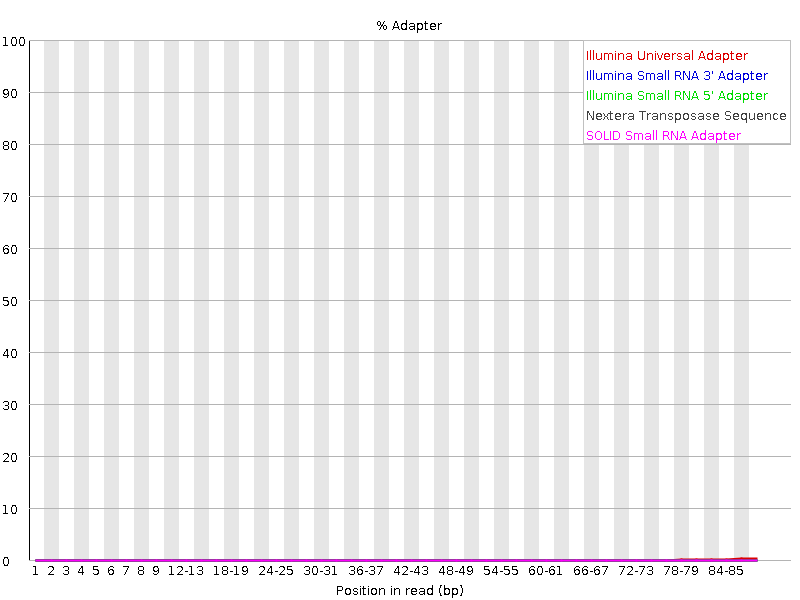 % Adapter
100
90
80
70
60
50
40
30
20
10
0
Illumina Universal Adapter
Illumina Small RNA 3' Adapter
Illumina Small RNA 5' Adapter
Nextera Transposase Sequence
SOLID Small RNA Adapter
1 2 3 4 5 6 7 8 9 12-13 18-19 24-25 30-31 36-37 42-43 48-49 54-55 60-61 66-67 72-73 78-79 84-85
Position in read (bp)